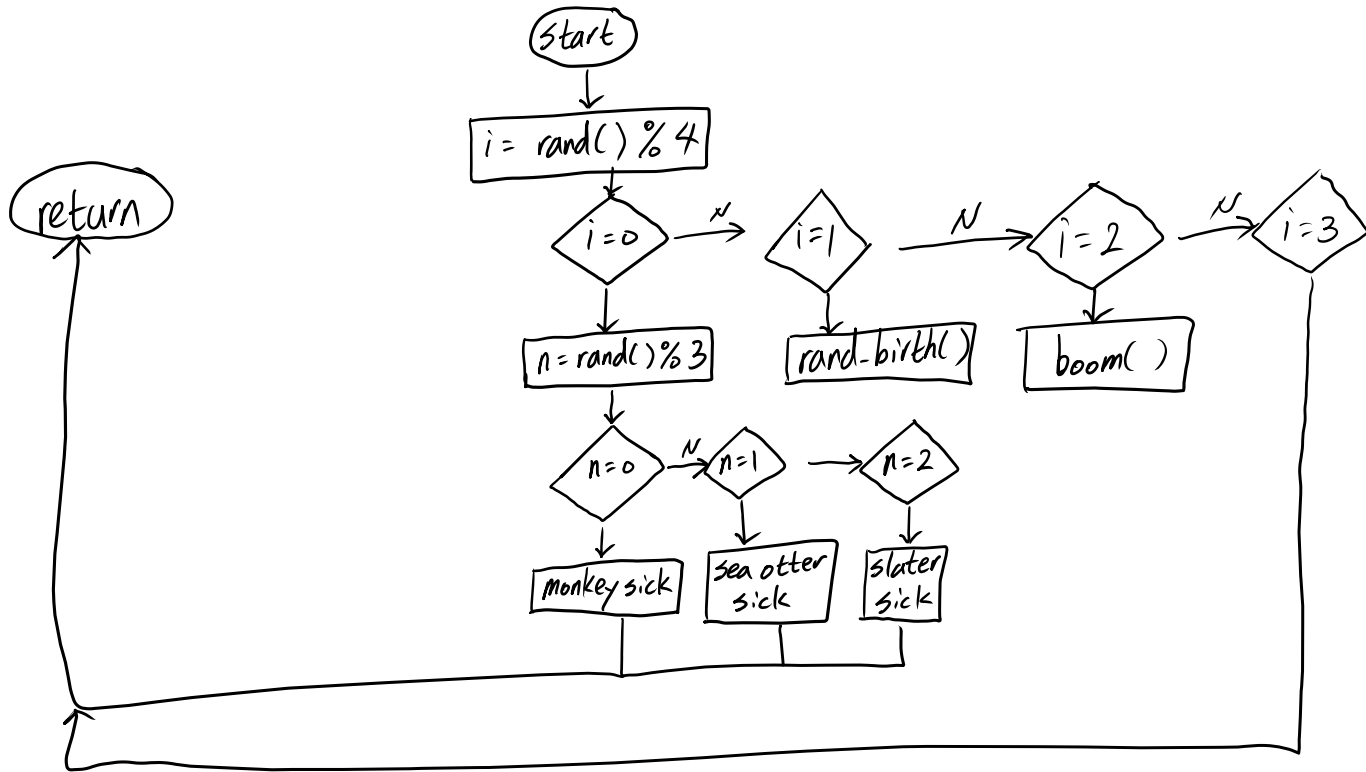 start
i = rand() % 4
return
i=0
N
i=1
N
i=2
N
i=3
n=rand()%3
rand_birth()
boom( )
n=0
N
n=1
n=2
monkey sick
sea otter
sick
slater
sick